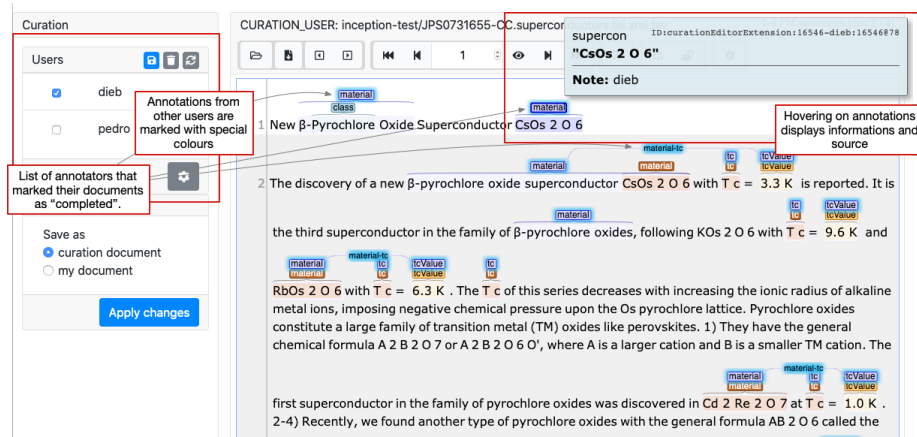 Curation
CURATION_USER: inception-test/JPS0731655-CC.supercon
supercon
ID:curationEditorExtension:16546-dieb:16546@78
"CsOs 2 O 6"
Note: dieb
Users
1
dieb
pedro
Annotations from
other users are
marked with special
colours
List of annotators that
marked their documents
as "completed".
Hovering on annotations
displays informations and
source
Save as
curation document
my document
Apply changes
material
class
material
1 New β-Pyrochlore Oxide Superconductor CsOs 2 O 6
material-tc
material material tc tcValue
tc tcValue
2 The discovery of a new β-pyrochlore oxide superconductor CsOs 2 O 6 with T c = 3.3 K is reported. It is
material tc tcValue
tc tcValue
the third superconductor in the family of β-pyrochlore oxides, following KOs 2 O 6 with T c = 9.6 K and
material-tc
material tc tcValue tc
material tc tcValue tc
RbOs 2 O 6 with T c = 6.3 K . The T c of this series decreases with increasing the ionic radius of alkaline
metal ions, imposing negative chemical pressure upon the Os pyrochlore lattice. Pyrochlore oxides
constitute a large family of transition metal (TM) oxides like perovskites. 1) They have the general
chemical formula A 2 B 2 O 7 or A 2 B 2 O 6 O', where A is a larger cation and B is a smaller TM cation. The
material-tc
material tc tcValue
material tc tcValue
first superconductor in the family of pyrochlore oxides was discovered in Cd 2 Re 2 O 7 at T c = 1.0 K .
2-4) Recently, we found another type of pyrochlore oxides with the general formula AB 2 O 6 called the